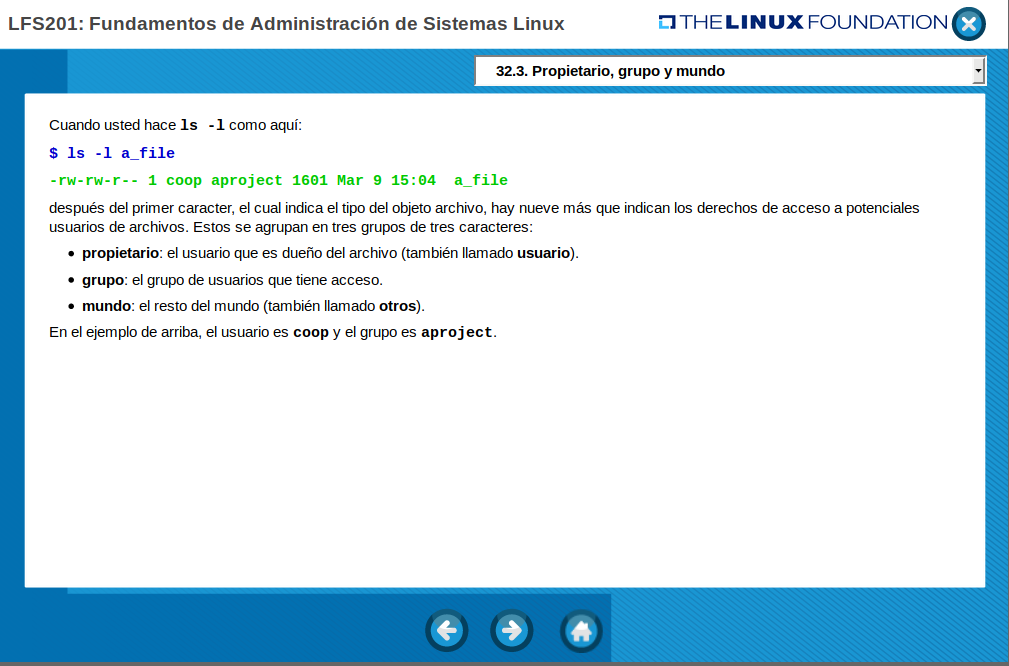 LFS201: Fundamentos de Administración de Sistemas Linux
THE LINUX FOUNDATION
32.3. Propietario, grupo y mundo
Cuando usted hace ls -l como aquí:
$ ls -l a_file
-rw-rw-r-- 1 coop aproject 1601 Mar 9 15:04  a_file
después del primer caracter, el cual indica el tipo del objeto archivo, hay nueve más que indican los derechos de acceso a potenciales
usuarios de archivos. Estos se agrupan en tres grupos de tres caracteres:
• propietario: el usuario que es dueño del archivo (también llamado usuario).
• grupo: el grupo de usuarios que tiene acceso.
• mundo: el resto del mundo (también llamado otros).
En el ejemplo de arriba, el usuario es coop y el grupo es aproject.